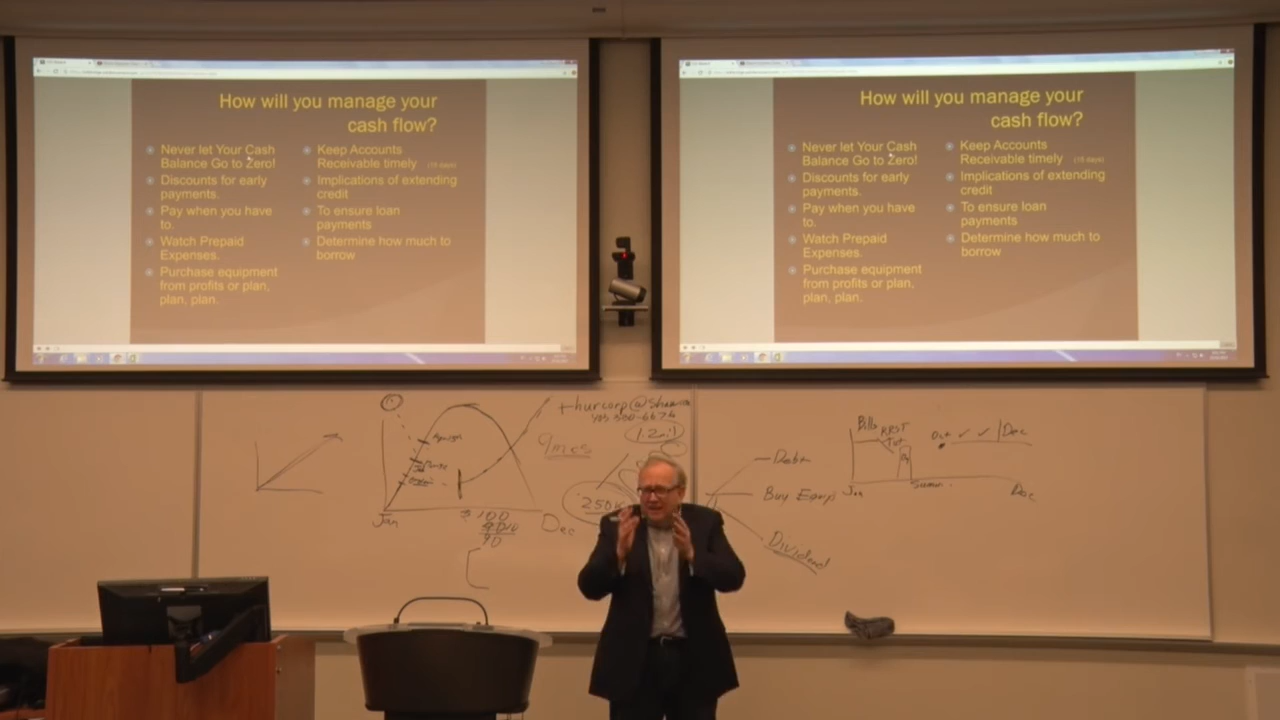 How will you manage your
cash flow?
Never let Your Cash
Balance Go to Zero!
Discounts for early
payments.
Pay when you have
to.
Watch Prepaid
Expenses.
Purchase equipment
from profits or plan,
plan, plan.
Keep Accounts
Receivable timely
Implications of extending
credit
To ensure loan
payments
Determine how much to
borrow
How will you manage your
cash flow?
Never let Your Cash
Balance Go to Zero!
Discounts for early
payments.
Pay when you have
to.
Watch Prepaid
Expenses.
Purchase equipment
from profits or plan,
plan, plan.
Keep Accounts
Receivable timely
Implications of extending
credit
To ensure loan
payments
Determine how much to
borrow
Jan
Dec
$100
90
1.2mil
250K
Debt
Buy Equip
Dividend
Bills
Jan
Dec
Dec